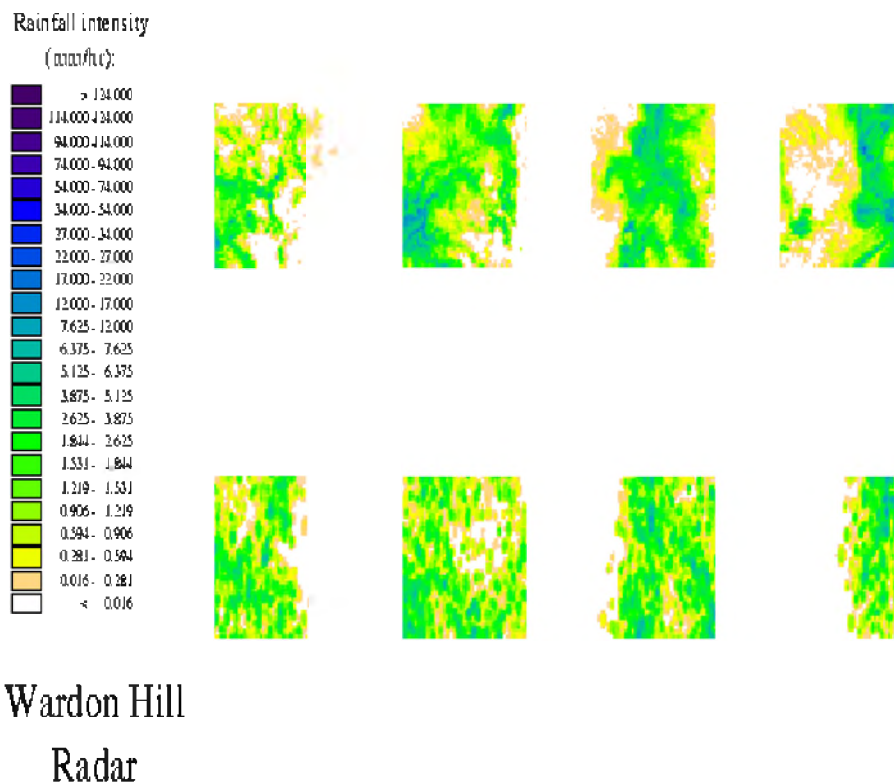 Rainfall intensity
(mm/hr):
> 124.000
114.000-124.000
94.000-114.000
74.000 - 94.000
54.000 - 74.000
34.000 - 54.000
27.000 - 34.000
22.000 - 27.000
17.000 - 22.000
12.000 - 17.000
7.625 - 12.000
6.375 - 7.625
5.125 - 6.375
3.875 - 5.125
2.625 - 3.875
1.844 - 2.625
1.531 - 1.844
1.219 - 1.531
0.906 - 1.219
0.594 - 0.906
0.281 - 0.594
0.016 - 0.281
< 0.016
Wardon Hill
Radar